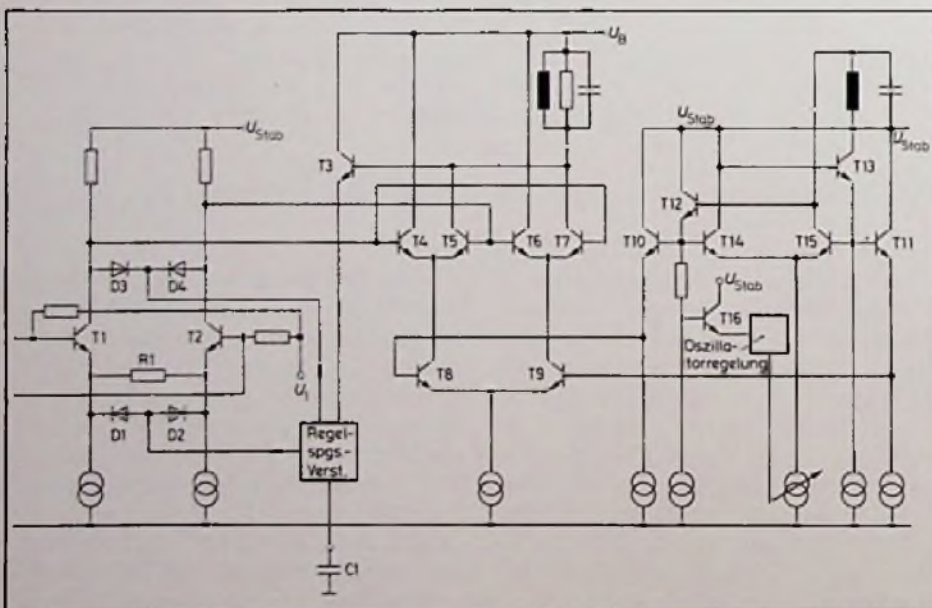 U_B
U_Stab
U_Stab
U_Stab
T3
T13
T12
T4
T5
T6
T7
T10
T14
T15
T11
D3
D4
U_Stab
T16
T1
T2
Oszilla-
torregelung
R1
U_1
T8
T9
D1
D2
Regel-
spgs.-
Verst.
C1